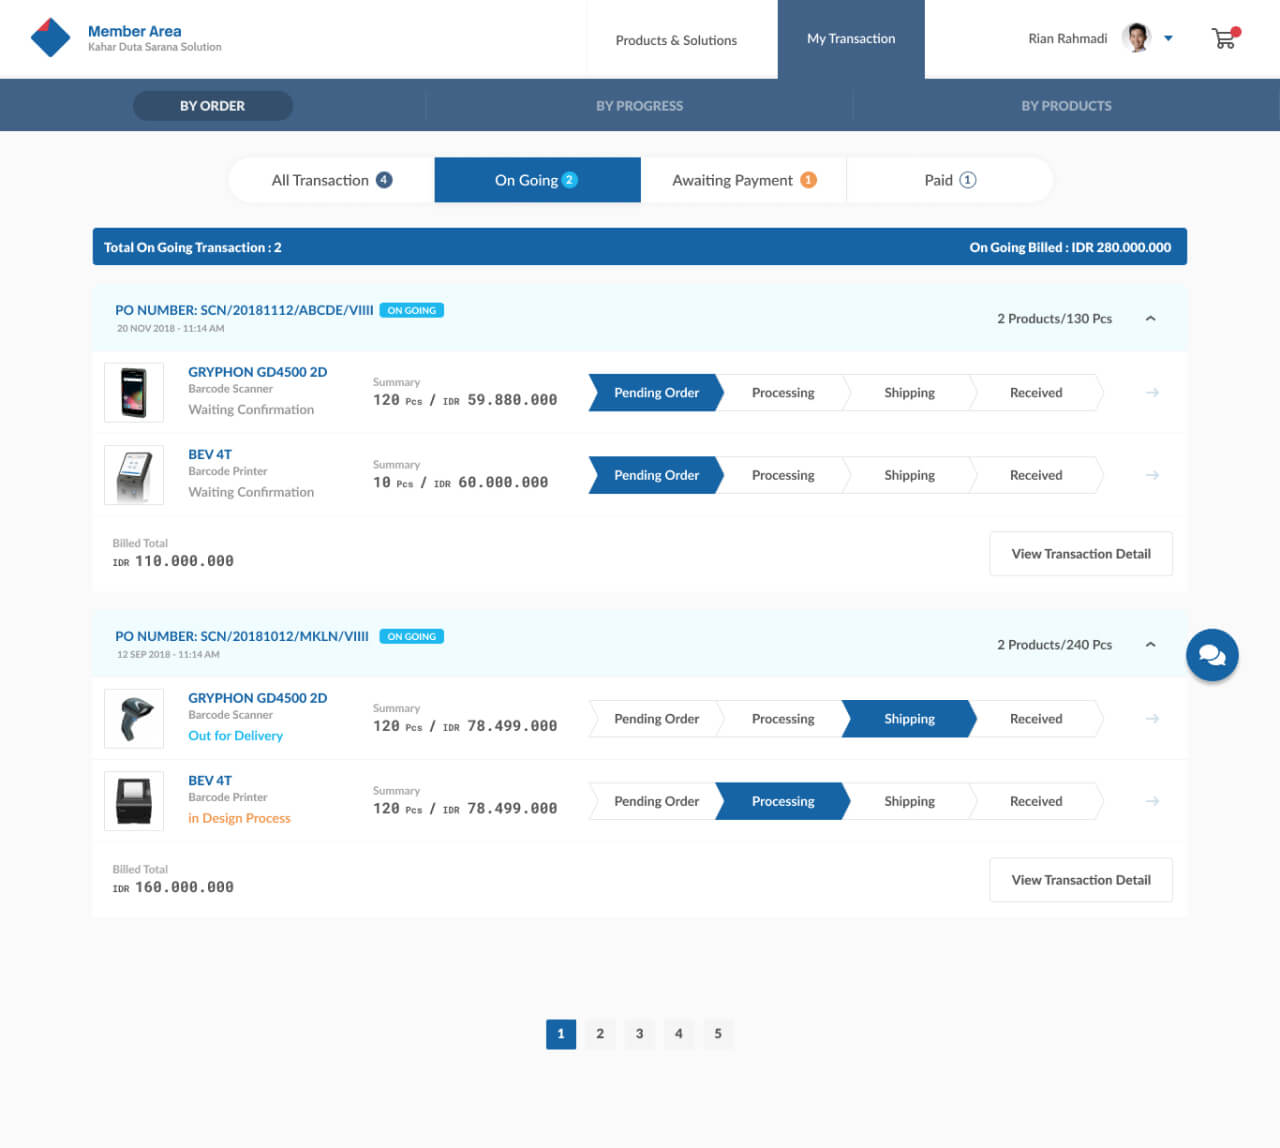 Member Area
Kahar Duta Sarana Solution
Products & Solutions
My Transaction
Rian Rahmadi
BY ORDER
BY PROGRESS
BY PRODUCTS
All Transaction 4
On Going 2
Awaiting Payment 1
Paid 1
Total On Going Transaction : 2
On Going Billed : IDR 280.000.000
PO NUMBER: SCN/20181112/ABCDE/VIIII ON GOING
20 NOV 2018 - 11:14 AM
2 Products/130 Pcs
GRYPHON GD4500 2D
Barcode Scanner
Waiting Confirmation
Summary
120 Pcs / IDR 59.880.000
Pending Order
Processing
Shipping
Received
BEV 4T
Barcode Printer
Waiting Confirmation
Summary
10 Pcs / IDR 60.000.000
Pending Order
Processing
Shipping
Received
Billed Total
IDR 110.000.000
View Transaction Detail
PO NUMBER: SCN/20181012/MKLN/VIIII ON GOING
12 SEP 2018 - 11:14 AM
2 Products/240 Pcs
GRYPHON GD4500 2D
Barcode Scanner
Out for Delivery
Summary
120 Pcs / IDR 78.499.000
Pending Order
Processing
Shipping
Received
BEV 4T
Barcode Printer
in Design Process
Summary
120 Pcs / IDR 78.499.000
Pending Order
Processing
Shipping
Received
Billed Total
IDR 160.000.000
View Transaction Detail
1 2 3 4 5